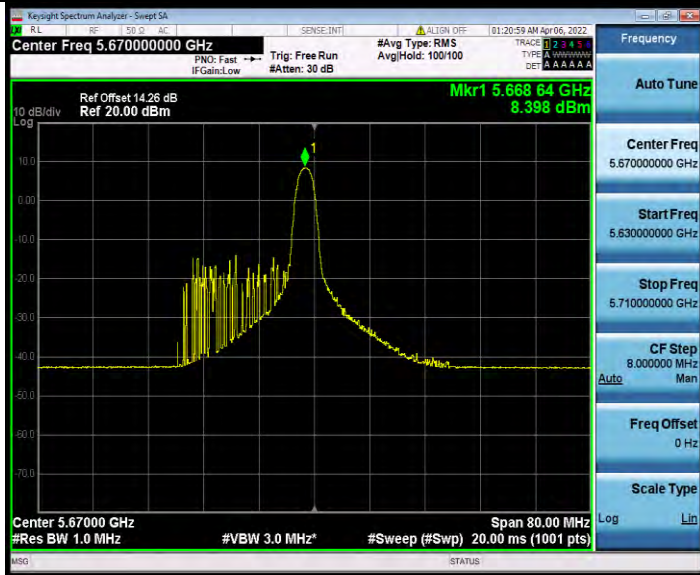 Keysight Spectrum Analyzer - Swept SA
RL RF 50 Ω AC SENSE:INT ALIGN OFF 01:20:59 AM Apr 06, 2022
Center Freq 5.670000000 GHz
PNO: Fast
IFGain:Low
Trig: Free Run
#Atten: 30 dB
#Avg Type: RMS
Avg|Hold: 100/100
TRACE 1 2 3 4 5 6
TYPE A WWWWW
DET A A A A A A
Frequency
Auto Tune
Center Freq
5.670000000 GHz
Start Freq
5.630000000 GHz
Stop Freq
5.710000000 GHz
CF Step
8.000000 MHz
Auto Man
Freq Offset
0 Hz
Scale Type
Log Lin
Mkr1 5.668 64 GHz
8.398 dBm
Ref Offset 14.26 dB
10 dB/div Ref 20.00 dBm
Log
1
10.0
0.00
-10.0
-20.0
-30.0
-40.0
-50.0
-60.0
-70.0
Center 5.67000 GHz Span 80.00 MHz
#Res BW 1.0 MHz #VBW 3.0 MHz* #Sweep (#Swp) 20.00 ms (1001 pts)
MSG STATUS